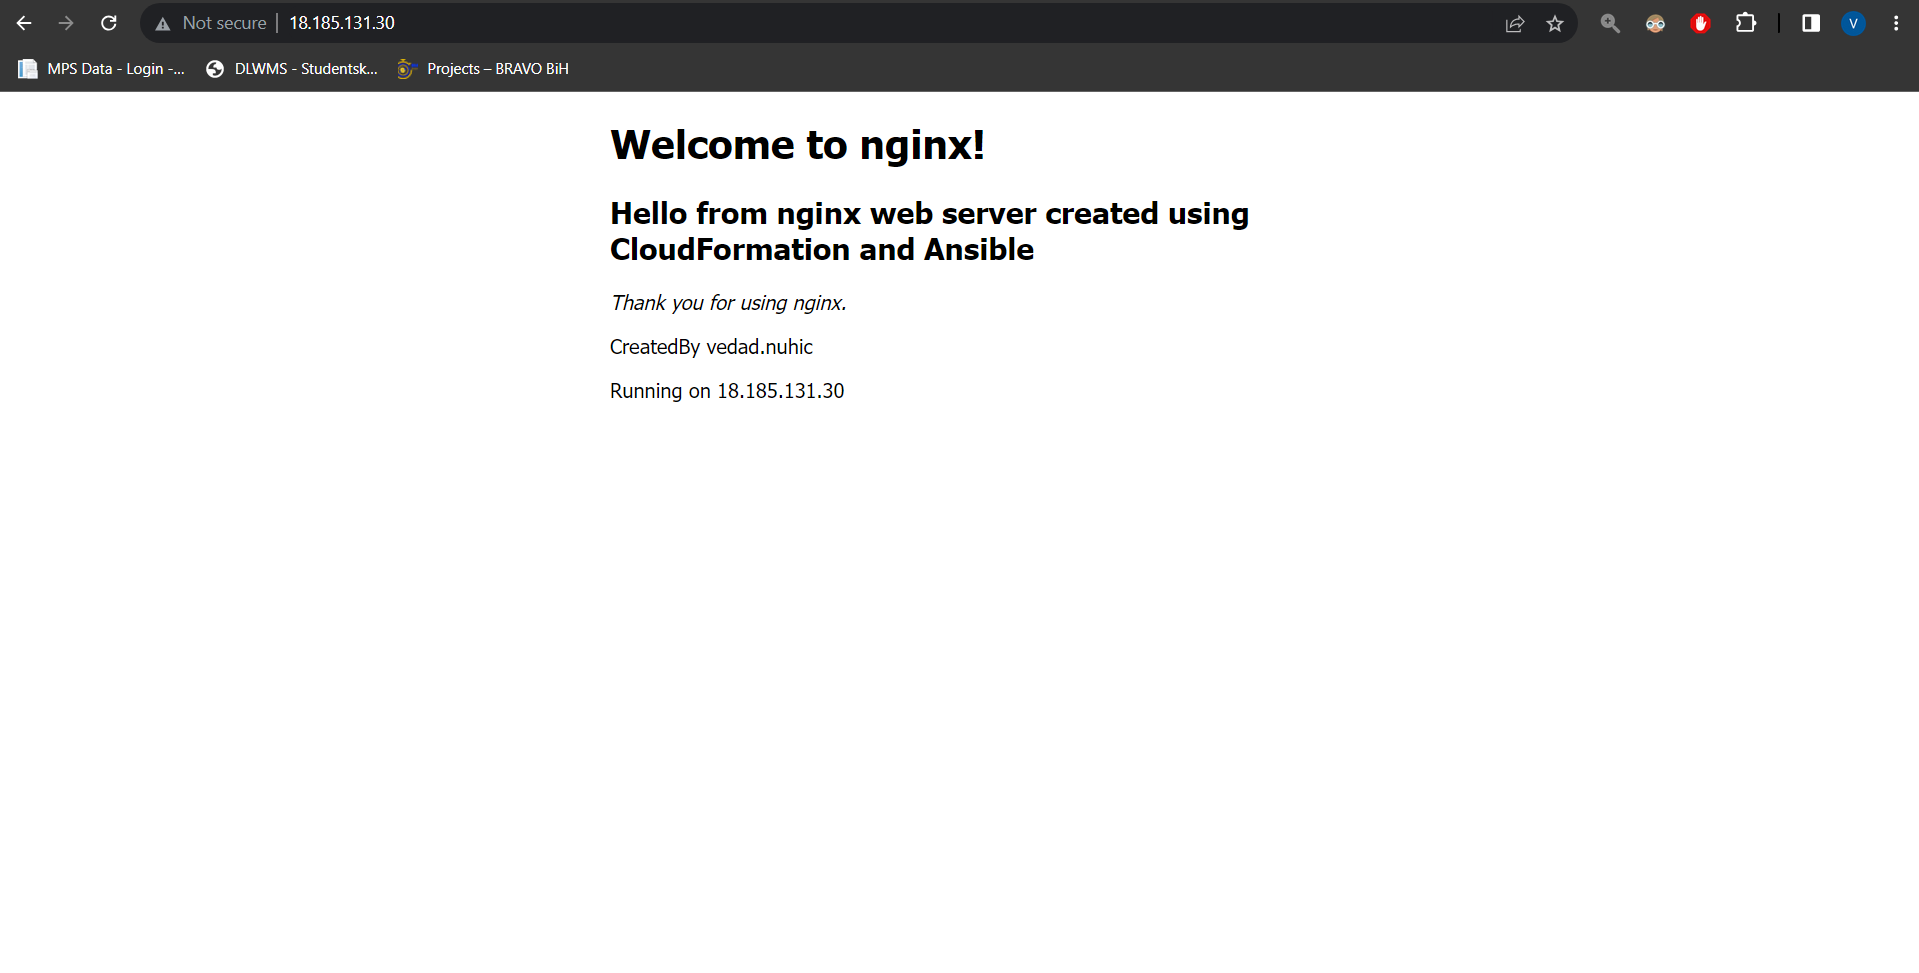 Not secure 18.185.131.30
V
MPS Data - Login -... DLWMS - Studentsk... Projects – BRAVO BiH
Welcome to nginx!
Hello from nginx web server created using
CloudFormation and Ansible
Thank you for using nginx.
CreatedBy vedad.nuhic
Running on 18.185.131.30